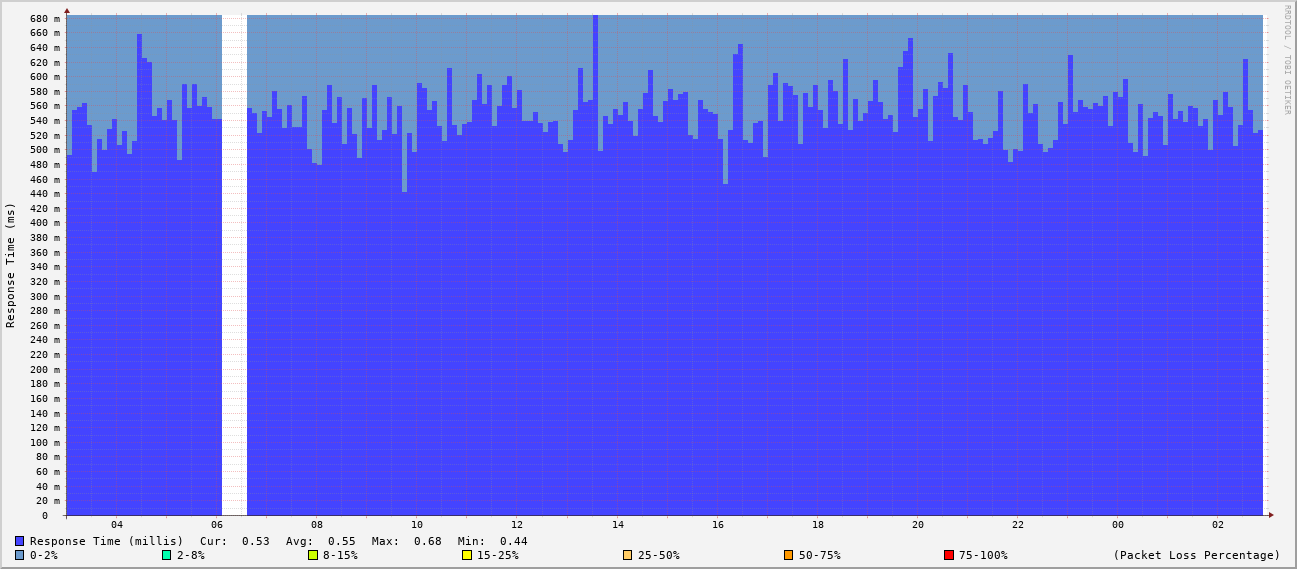 RRDTOOL / TOBI OETIKER
Response Time (ms)
680 m
660 m
640 m
620 m
600 m
580 m
560 m
540 m
520 m
500 m
480 m
460 m
440 m
420 m
400 m
380 m
360 m
340 m
320 m
300 m
280 m
260 m
240 m
220 m
200 m
180 m
160 m
140 m
120 m
100 m
80 m
60 m
40 m
20 m
0
04 06 08 10 12 14 16 18 20 22 00 02
Response Time (millis) Cur: 0.53 Avg: 0.55 Max: 0.68 Min: 0.44
0-2% 2-8% 8-15% 15-25% 25-50% 50-75% 75-100% (Packet Loss Percentage)